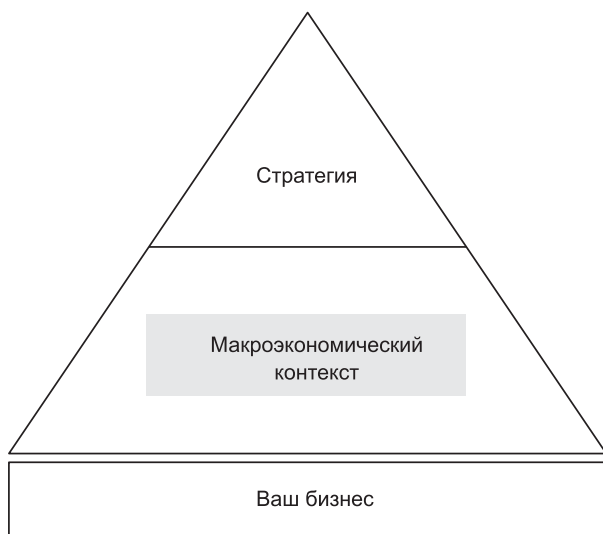 Стратегия
Макроэкономический
контекст
Ваш бизнес